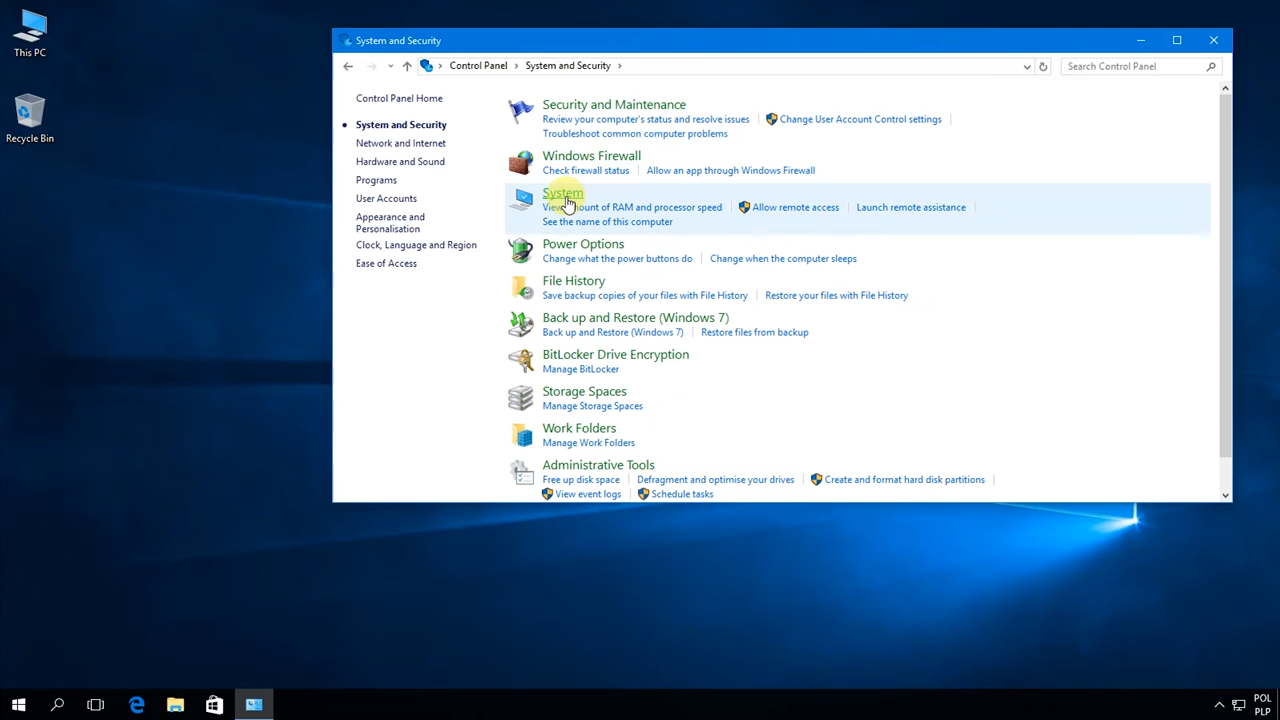 This PC
Recycle Bin
System and Security
Control Panel
System and Security
Search Control Panel
Control Panel Home
System and Security
Network and Internet
Hardware and Sound
Programs
User Accounts
Appearance and
Personalisation
Clock, Language and Region
Ease of Access
Security and Maintenance
Review your computer's status and resolve issues
Change User Account Control settings
Troubleshoot common computer problems
Windows Firewall
Check firewall status
Allow an app through Windows Firewall
System
View amount of RAM and processor speed
Allow remote access
Launch remote assistance
See the name of this computer
Power Options
Change what the power buttons do
Change when the computer sleeps
File History
Save backup copies of your files with File History
Restore your files with File History
Back up and Restore (Windows 7)
Back up and Restore (Windows 7)
Restore files from backup
BitLocker Drive Encryption
Manage BitLocker
Storage Spaces
Manage Storage Spaces
Work Folders
Manage Work Folders
Administrative Tools
Free up disk space
Defragment and optimise your drives
Create and format hard disk partitions
View event logs
Schedule tasks
POL
PLP